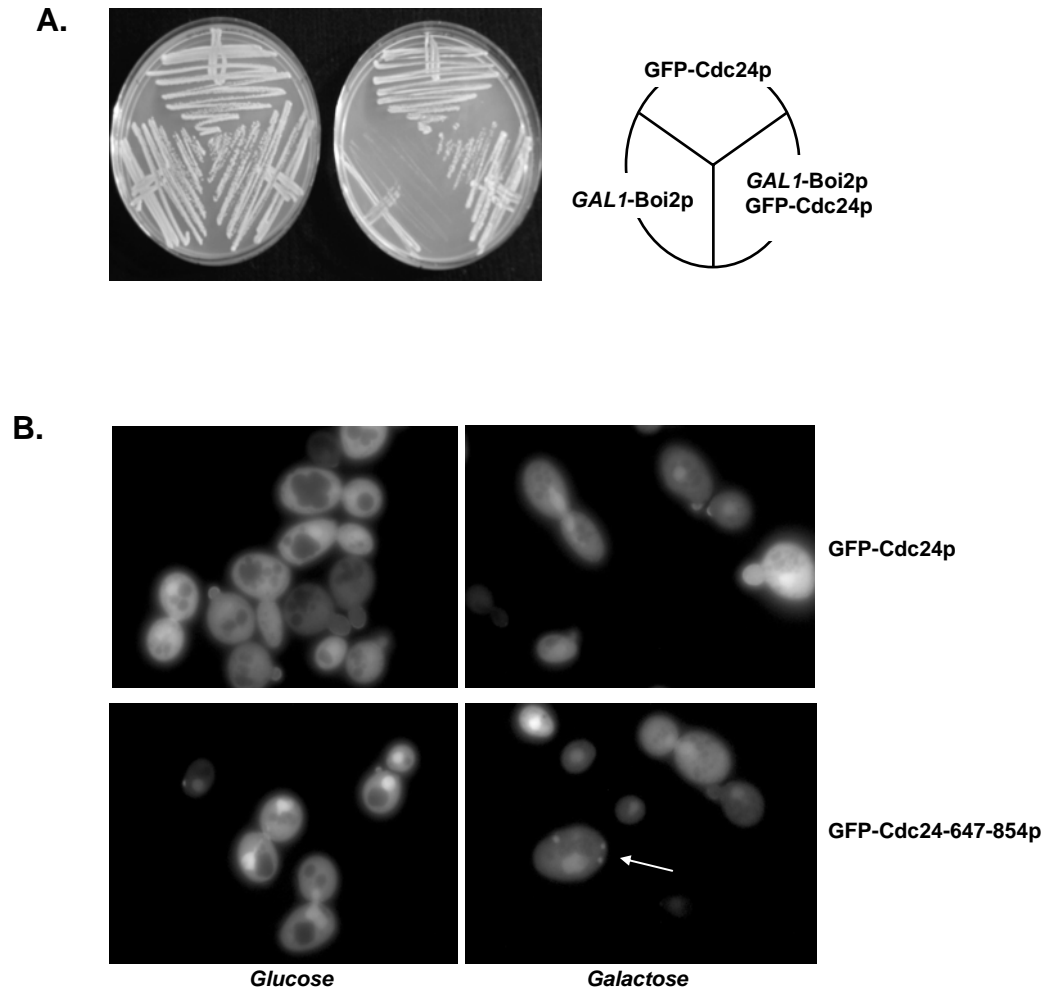 A.
GFP-Cdc24p
GAL1-Boi2p
GAL1-Boi2p
GFP-Cdc24p
B.
GFP-Cdc24p
GFP-Cdc24-647-854p
Glucose
Galactose